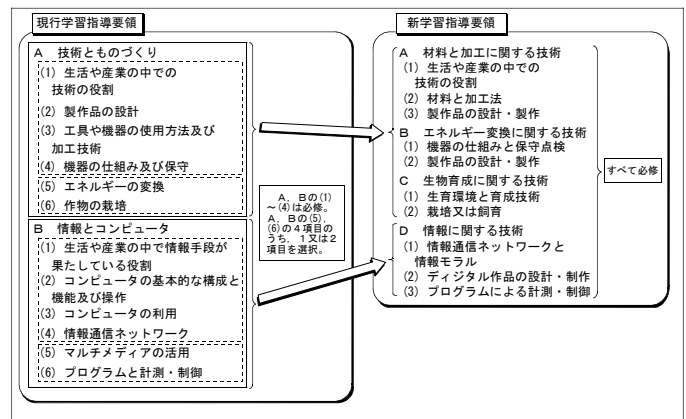 現行学習指導要領
A　技術とものづくり
(1) 生活や産業の中での
技術の役割
(2) 製作品の設計
(3) 工具や機器の使用方法及び
加工技術
(4) 機器の仕組み及び保守
(5) エネルギーの変換
(6) 作物の栽培
B　情報とコンピュータ
(1) 生活や産業の中で情報手段が
果たしている役割
(2) コンピュータの基本的な構成と
機能及び操作
(3) コンピュータの利用
(4) 情報通信ネットワーク
(5) マルチメディアの活用
(6) プログラムと計測・制御
A，Bの(1)
～(4)は必修。
A，Bの(5)，
(6)の４項目の
うち，１又は２
項目を選択。
新学習指導要領
A　材料と加工に関する技術
(1) 生活や産業の中での
技術の役割
(2) 材料と加工法
(3) 製作品の設計・製作
B　エネルギー変換に関する技術
(1) 機器の仕組みと保守点検
(2) 製作品の設計・製作
C　生物育成に関する技術
(1) 生育環境と育成技術
(2) 栽培又は飼育
D　情報に関する技術
(1) 情報通信ネットワークと
情報モラル
(2) ディジタル作品の設計・制作
(3) プログラムによる計測・制御
すべて必修